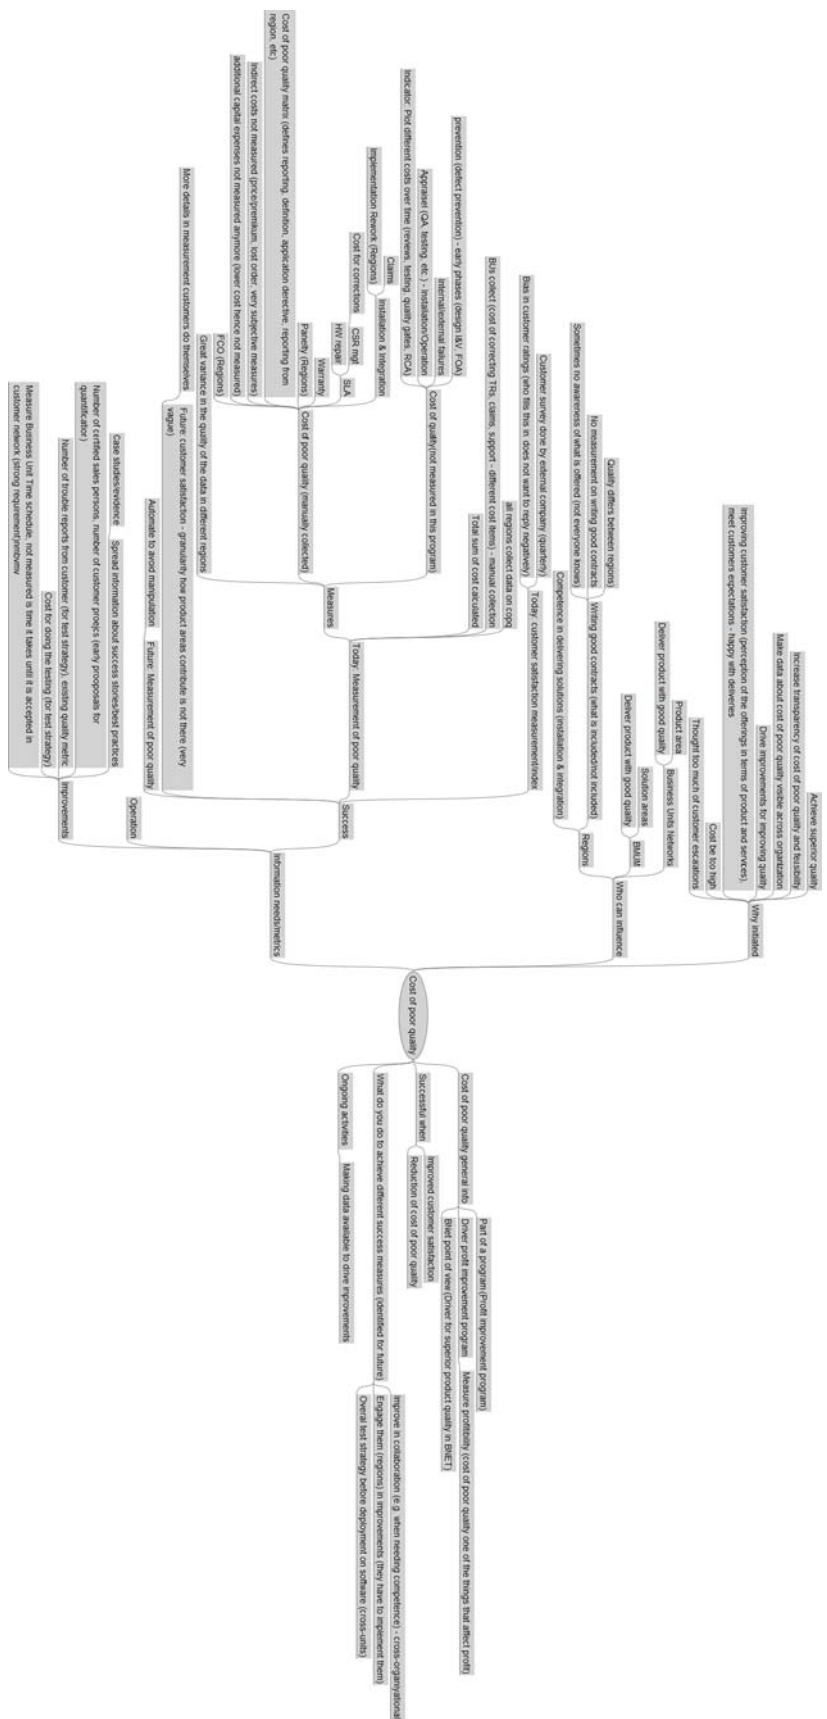 Achieve superior quality
Increase transparency of cost of poor quality and feasibility
Make data about cost of poor quality visible across organization
Drive improvements for improving quality
Improving customer satisfaction (perception of the offerings in terms of product and services),
meet customers expectations - happy with deliveries
Cost be too high
Thought too much of customer escalations
Why initiated
Product area
Deliver product with good quality
Business Units Networks
Solution areas
Deliver product with good quality
BMUM
Quality differs between regions)
No measurement on writing good contracts
Sometimes no awareness of what is offered (not everyone knows)
Writing good contracts (what is included/not included)
Competence in delivering solutions (installation & integration)
Regions
Who can influence
Customer survey done by external company (quarterly)
Bias in customer ratings (who fills this in, does not want to reply negatively)
Today: customer satisfaction measurement/index
all regions collect data on copq
BUs collect (cost of correcting TRs, claims, support - different cost items) - manual collection
Total sum of cost calculated
prevention (defect prevention) - early phases (design I&V, FOA)
Internal/external failures
Appraisel (QA, testing, etc.) - Installation/Operation
Indicator: Plot different costs over time (reviews, testing, quality gates, RCA)
Cost of quality(not measured in this program)
Claims
Implementation Rework (Regions)
Installation & Integration
Cost for corrections
CSR mgt
SLA
HW repair
Warranty
Panelty (Regions)
Cost of poor quality matrix (defines reporting, definition, application derective, reporting from
region, etc)
Indirect costs not measured (price/premikum, lost order, very subjective measures)
additional capital expenses not measured anymore (lower cost hence not measured)
FCO (Regions)
Cost of poor quality (manually collected)
Great variance in the quality of the data in different regions
Measures
Today: Measurement of poor quality
More details in measurement customers do themselves
Future: customer satisfaction - granularity how product areas contribute is not there (very
vague)
Automate to avoid manipulation
Future: Measurement of poor quality
Success
Operation
Case studies/evidence
Spread information about success stories/best practices
Number of certified sales persons, number of customer proejcs (early prooposals for
quantification)
Number of trouble reports from customer (for test strategy), existing quality metric
Cost for doing the testing (for test strategy)
Measure Business Unit Time schedule, not measured is time it takes until it is accepted in
customer network (strong requirement)nmbvmv
Improvements
Information needs/metrics
Cost of poor quality
Cost of poor quality general info
Part of a program (Profit improvement program)
Driver profit improvement program
Measure profitibility (cost of poor quality one of the things that affect profit)
BNet point of view (Driver for superior product quality in BNET)
Successful when
Improved customer satisfaction
Reduction of cost of poor quality
What do you do to achieve different success measures (identified for future)
Improve in collaboration (e.g. when needing competence) - cross-organiyational
Engage them (regions) in improvements (they have to implement them)
Overal test strategy before deployment on software (cross-units)
Ongoing activities
Making data available to drive improvements